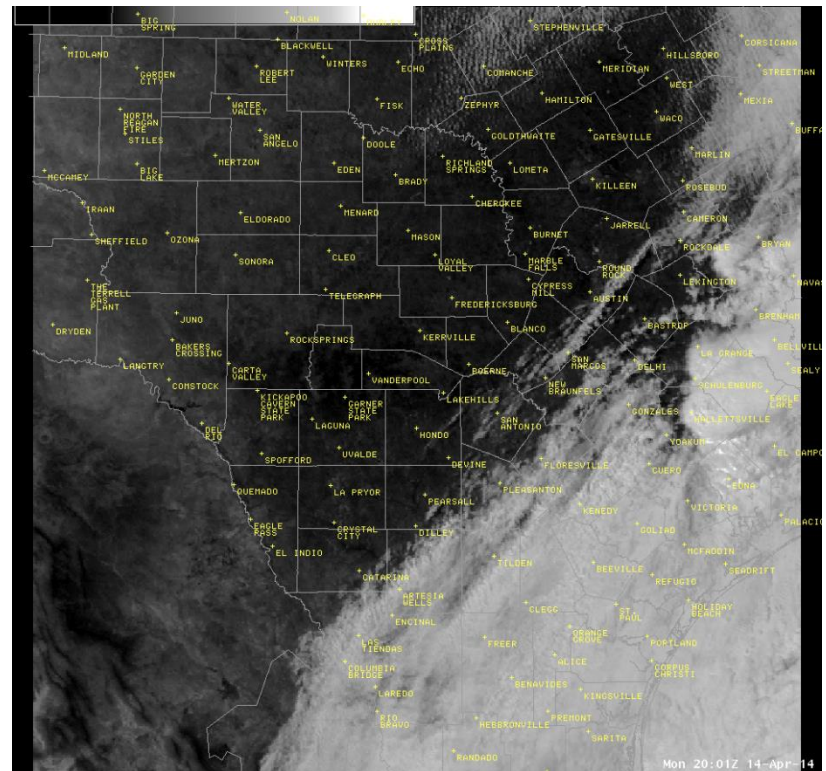 BIG
SPRING
NOLAN
CROSS
PLAINS
STEPHENVILLE
CORSICANA
MIDLAND
BLACKWELL
HILLSBORO
GARDEN
CITY
ROBERT
LEE
WINTERS
ECHO
COMANCHE
MERIDIAN
STREETMAN
WEST
WATER
VALLEY
FISK
ZEPHYR
HAMILTON
MEXIA
NORTH
REAGAN
FIRE
STILES
SAN
ANGELO
DOOLE
GOLDTHWAITE
GATESVILLE
WACO
BUFFA
MERTZON
BIG
LAKE
EDEN
RICHLAND
SPRINGS
LOMETA
MARLIN
MCCAMEY
BRADY
KILLEEN
ROSEBUD
IRAAN
ELDORADO
MENARD
CHEROKEE
JARRELL
CAMERON
SHEFFIELD
OZONA
MASON
BURNET
ROCKDALE
BRYAN
SONORA
CLEO
LOYAL
VALLEY
MARBLE
FALLS
ROUND
ROCK
LEXINGTON
NAVAS
THE
TERRELL
GAS
PLANT
TELEGRAPH
FREDERICKSBURG
CYPRESS
MILL
AUSTIN
JUNO
BASTROP
BRENHAM
DRYDEN
BAKERS
CROSSING
ROCKSPRINGS
KERRVILLE
BLANCO
LANGTRY
CARTA
VALLEY
VANDERPOOL
BOERNE
SAN
MARCOS
DELHI
LA GRANGE
BELLVIL
SEALY
COMSTOCK
NEW
BRAUNFELS
SCHULENBURG
KICKAPOO
CAVERN
STATE
PARK
GARNER
STATE
PARK
LAKEHILLS
EAGLE
LAKE
DEL
RIO
LAGUNA
HONDO
SAN
ANTONIO
GONZALES
HALLETTSVILLE
YOAKUM
SPOFFORD
UVALDE
DEVINE
FLORESVILLE
CUERO
EL CAMPO
QUEMADO
LA PRYOR
PEARSALL
PLEASANTON
EDNA
KENEDY
VICTORIA
EAGLE
PASS
CRYSTAL
CITY
DILLEY
GOLIAD
PALACIO
EL INDIO
TILDEN
MCFADDIN
CATARINA
BEEVILLE
REFUGIO
SEADRIFT
ARTESIA
WELLS
CLEGG
ST.
PAUL
HOLIDAY
BEACH
ENCINAL
ORANGE
GROVE
LAS
TIENDAS
FREER
PORTLAND
COLUMBIA
BRIDGE
ALICE
CORPUS
CHRISTI
LAREDO
BENAVIDES
KINGSVILLE
RIO
BRAVO
HEBBRONVILLE
PREMONT
SARITA
RANDADO
Mon 20:01Z 14-Apr-14